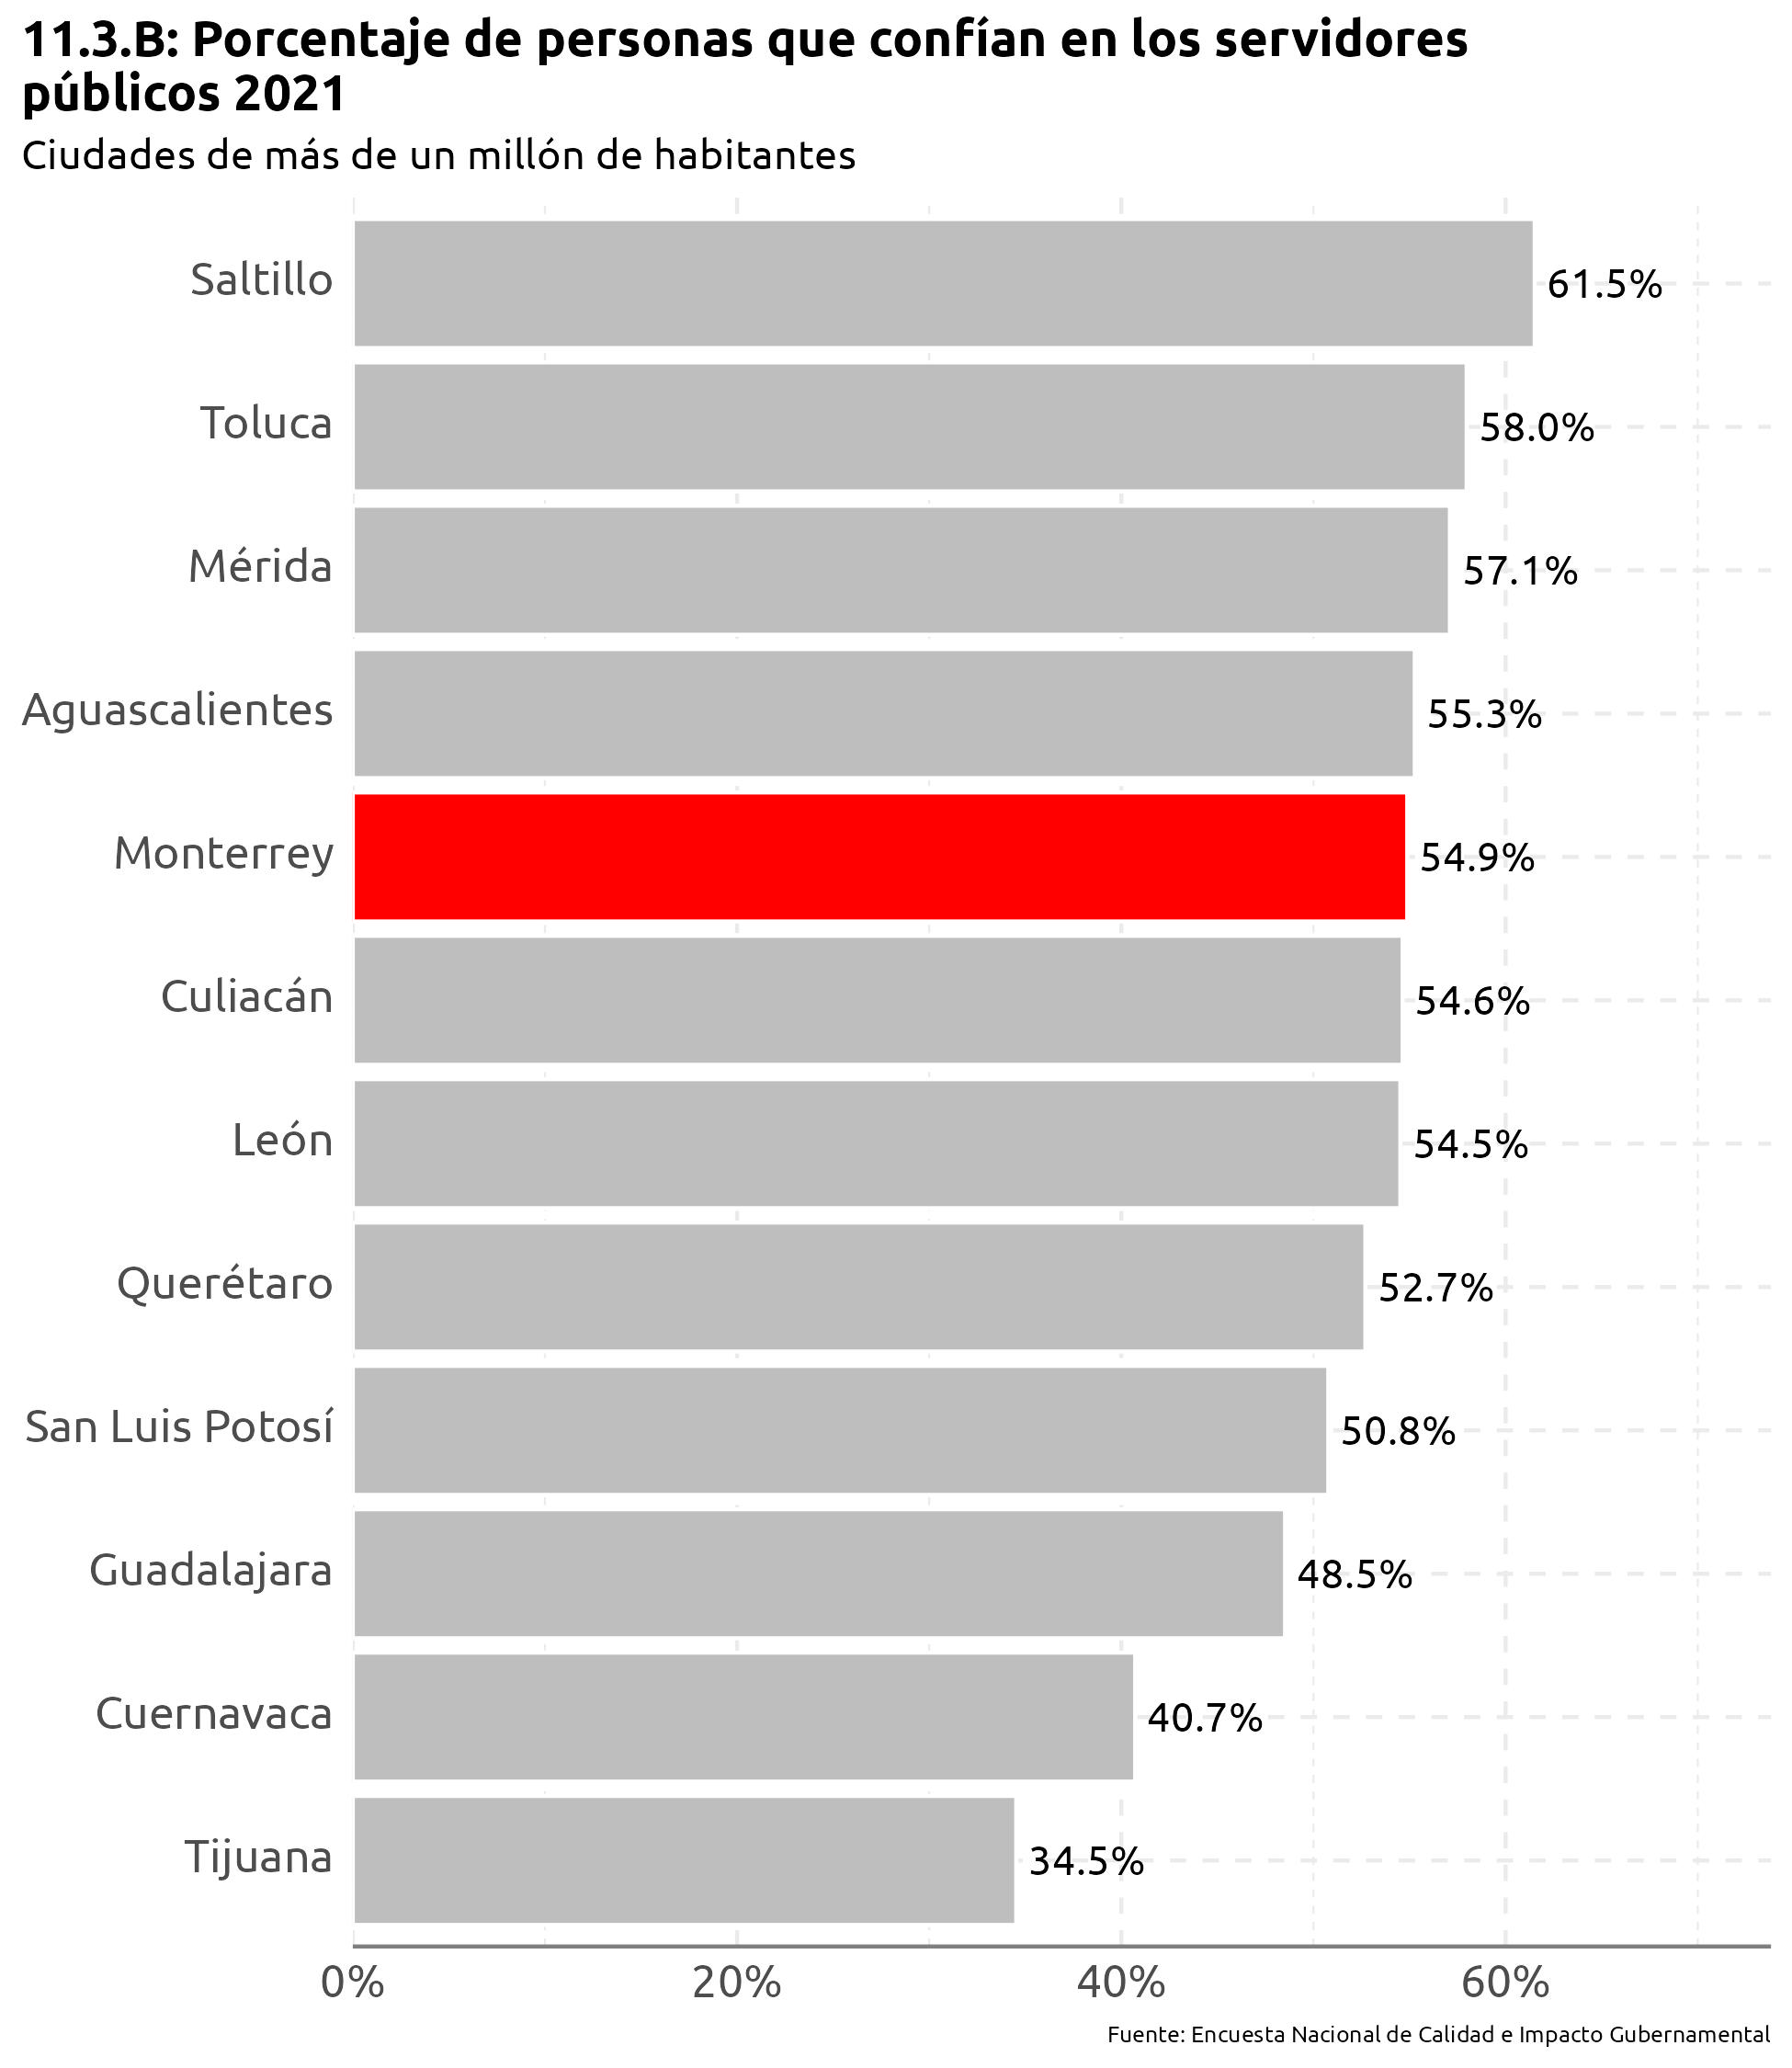 11.3.B: Porcentaje de personas que confían en los servidores
públicos 2021
Ciudades de más de un millón de habitantes
Saltillo 61.5%
Toluca 58.0%
Mérida 57.1%
Aguascalientes 55.3%
Monterrey 54.9%
Culiacán 54.6%
León 54.5%
Querétaro 52.7%
San Luis Potosí 50.8%
Guadalajara 48.5%
Cuernavaca 40.7%
Tijuana 34.5%
0% 20% 40% 60%
Fuente: Encuesta Nacional de Calidad e Impacto Gubernamental